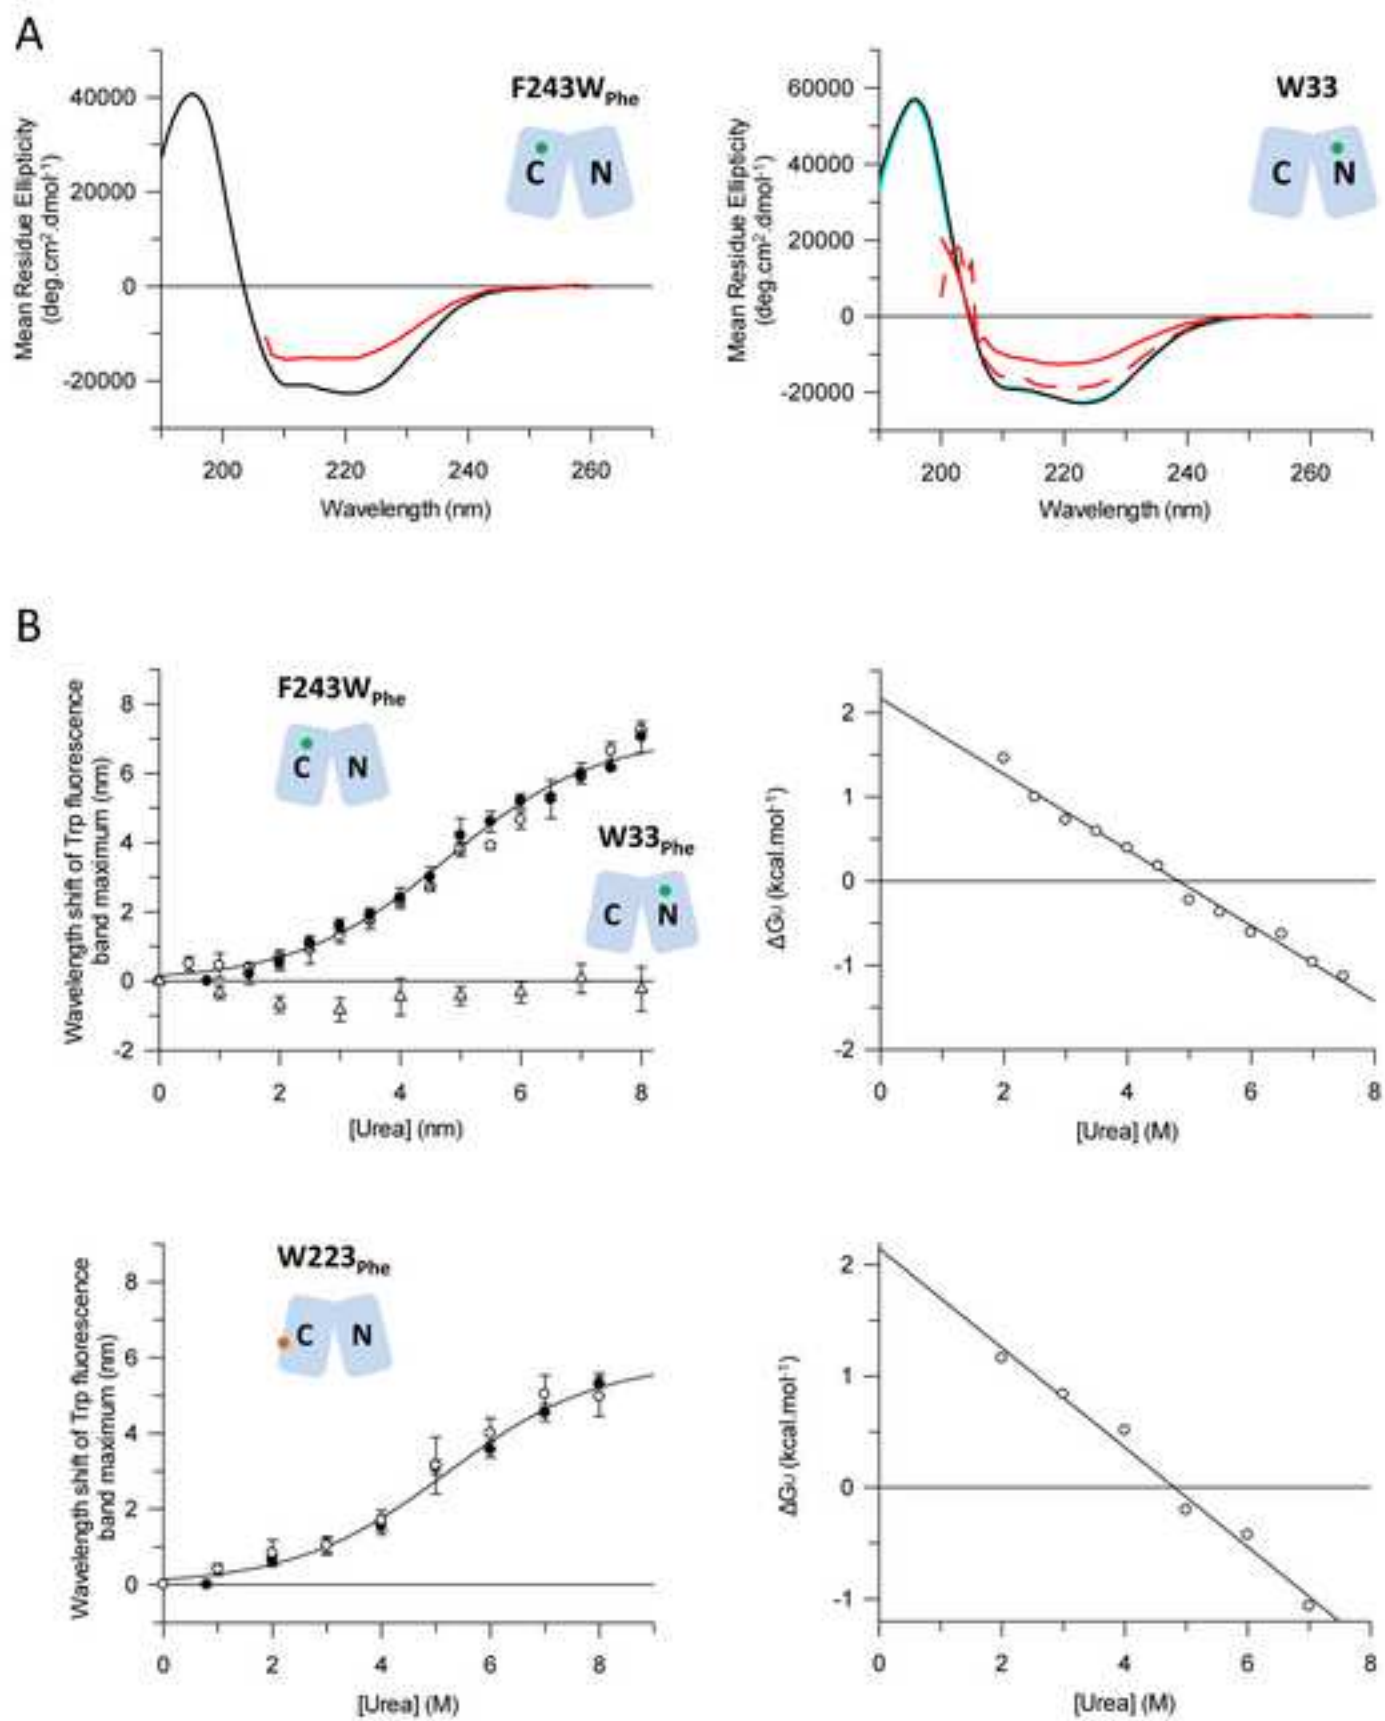 A
F243W_Phe
C N
Mean Residue Ellipticity
(deg.cm².dmol⁻¹)
40000
20000
0
-20000
200 220 240 260
Wavelength (nm)
W33
C N
Mean Residue Ellipticity
(deg.cm².dmol⁻¹)
60000
40000
20000
0
-20000
200 220 240 260
Wavelength (nm)
B
F243W_Phe
C N
W33_Phe
C N
Wavelength shift of Trp fluorescence
band maximum (nm)
8
6
4
2
0
-2
0 2 4 6 8
[Urea] (nm)
ΔGU (kcal.mol⁻¹)
2
1
0
-1
-2
0 2 4 6 8
[Urea] (M)
W223_Phe
C N
Wavelength shift of Trp fluorescence
band maximum (nm)
8
6
4
2
0
0 2 4 6 8
[Urea] (M)
ΔGU (kcal.mol⁻¹)
2
1
0
-1
0 2 4 6 8
[Urea] (M)